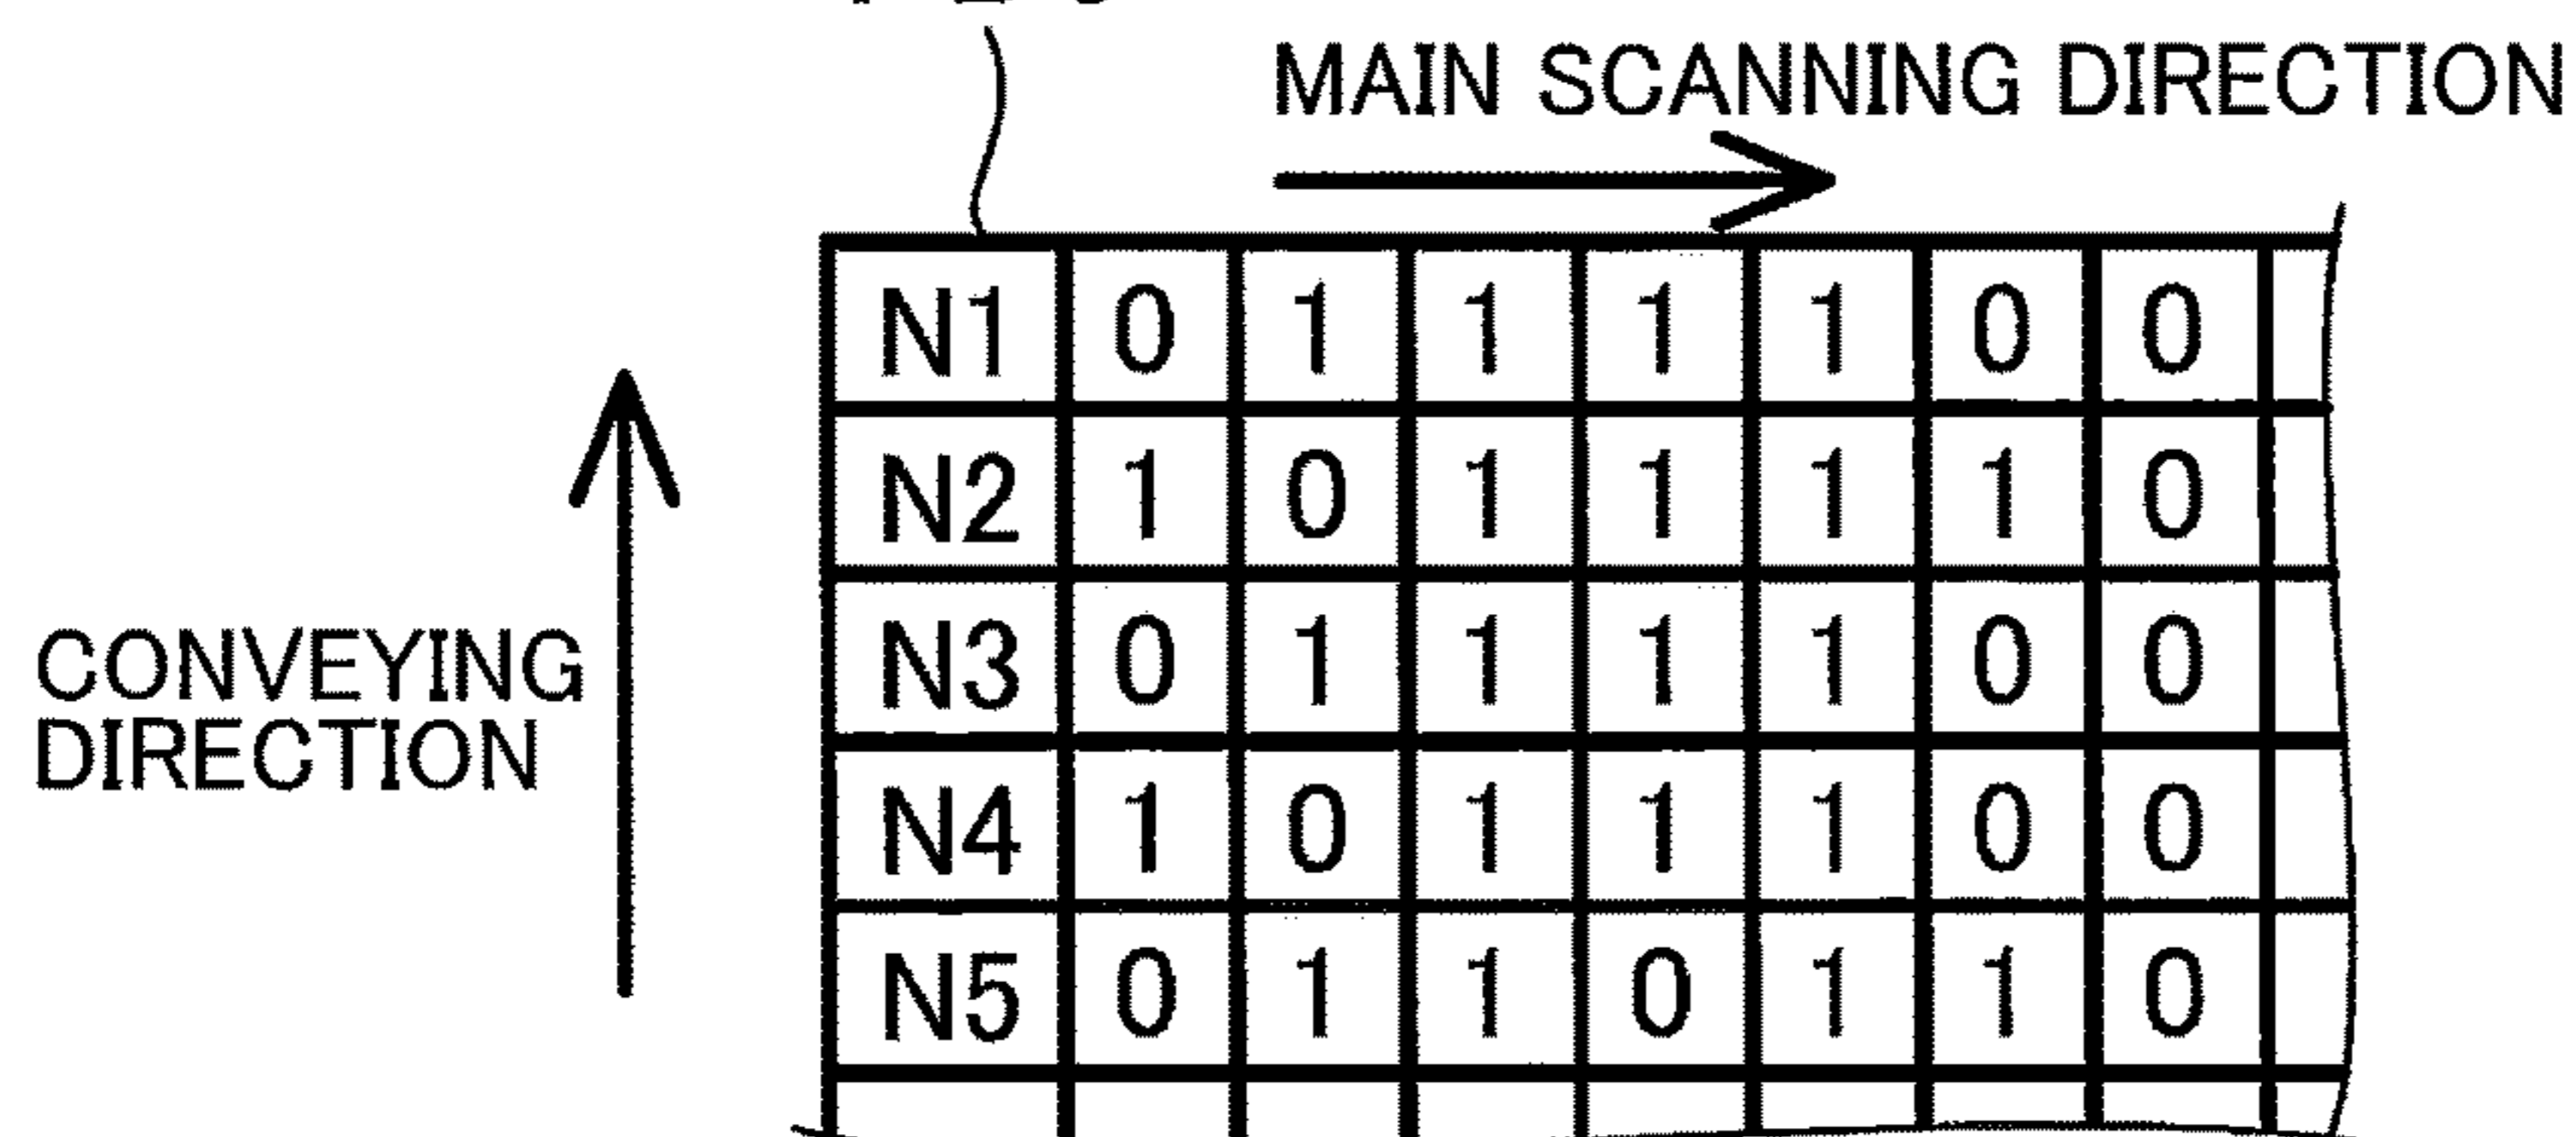 MAIN SCANNING DIRECTION
N1 0 1 1 1 1 0 0
N2 1 0 1 1 1 1 0
N3 0 1 1 1 1 0 0
N4 1 0 1 1 1 0 0
N5 0 1 1 0 1 1 0
CONVEYING
DIRECTION